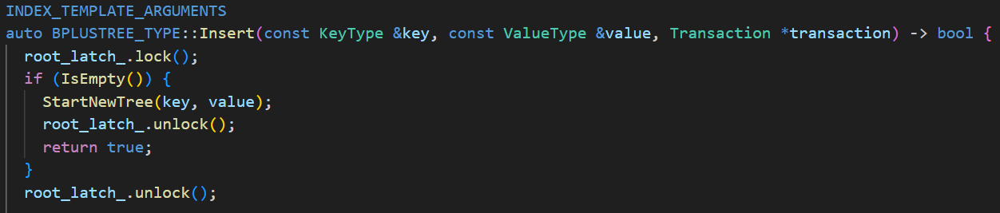 INDEX_TEMPLATE_ARGUMENTS
auto BPLUSTREE_TYPE::Insert(const KeyType &key, const ValueType &value, Transaction *transaction) -> bool {
  root_latch_.lock();
  if (IsEmpty()) {
    StartNewTree(key, value);
    root_latch_.unlock();
    return true;
  }
  root_latch_.unlock();